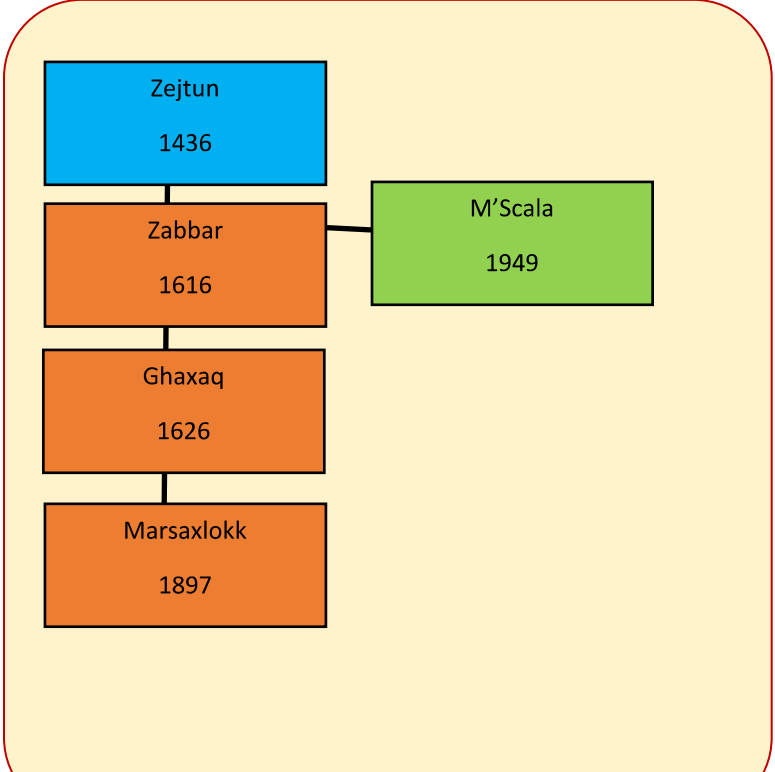 Zejtun
1436
Zabbar
1616
M’Scala
1949
Ghaxaq
1626
Marsaxlokk
1897